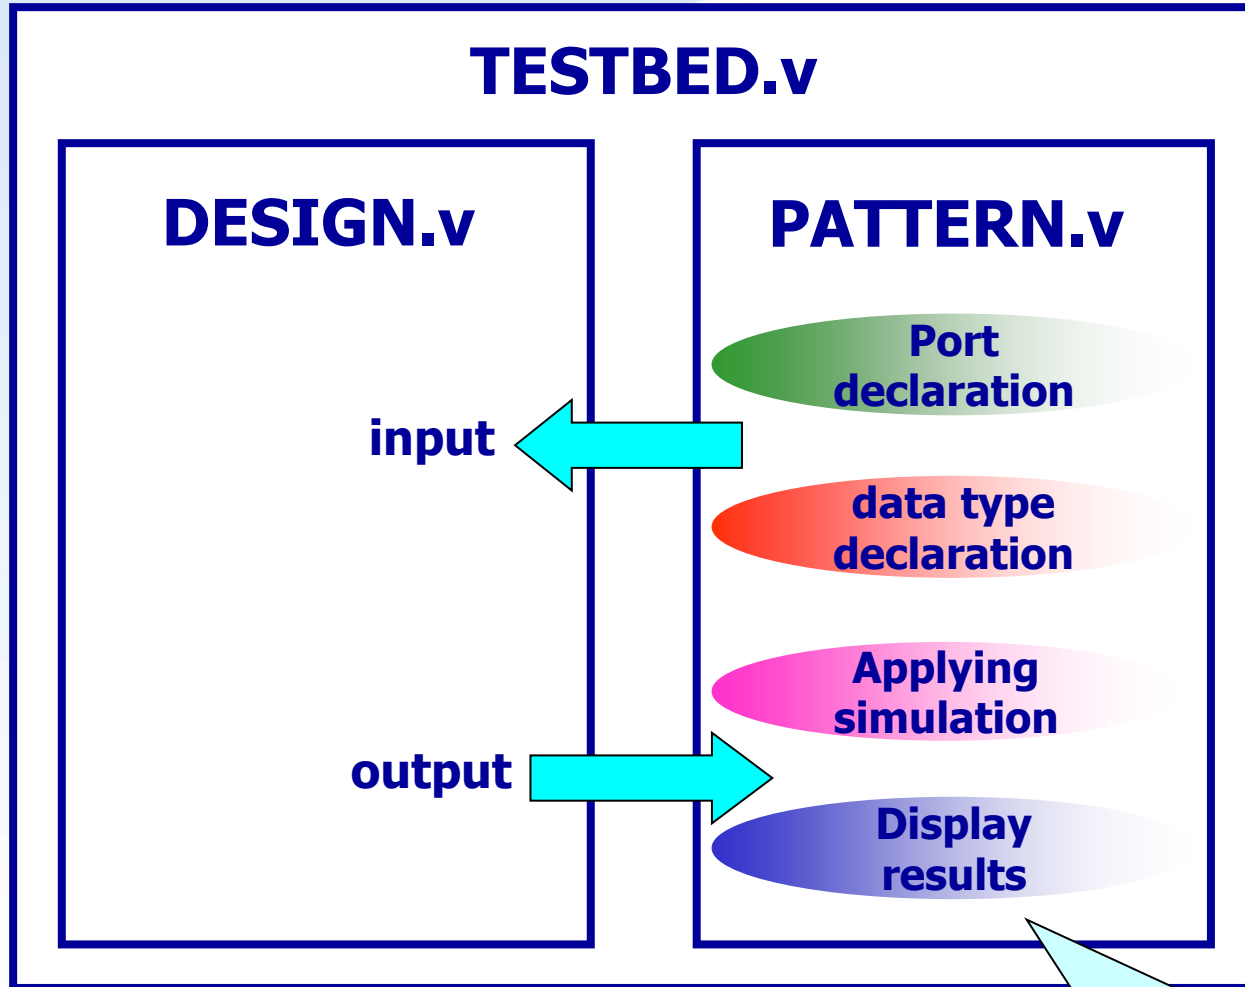 TESTBED.v
DESIGN.v
input
output
PATTERN.v
Port
declaration
data type
declaration
Applying
simulation
Display
results